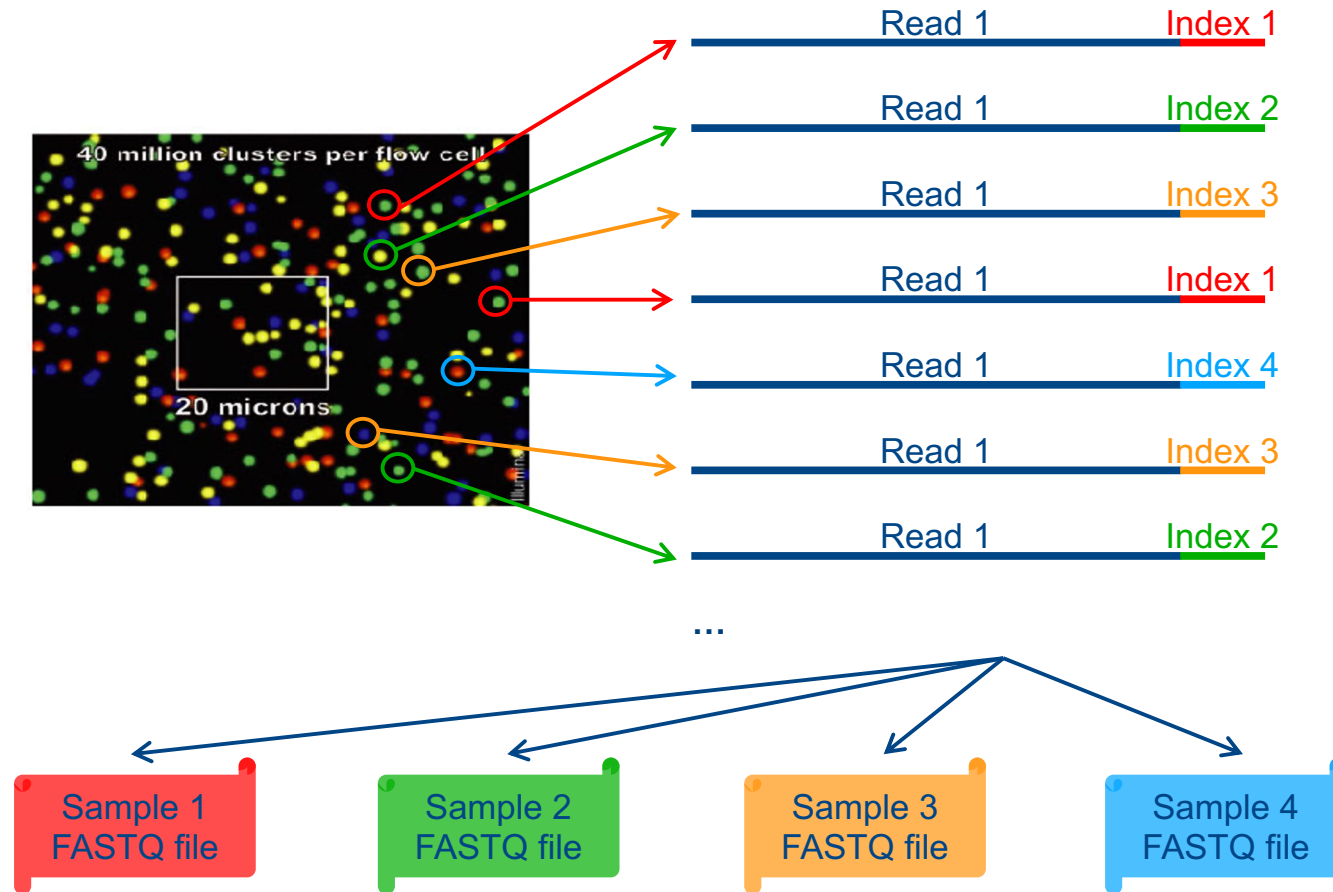 Read 1 Index 1
Read 1 Index 2
40 million clusters per flow cell
Read 1 Index 3
Read 1 Index 1
Read 1 Index 4
20 microns
Read 1 Index 3
Illumina
Read 1 Index 2
...
Sample 1
FASTQ file
Sample 2
FASTQ file
Sample 3
FASTQ file
Sample 4
FASTQ file